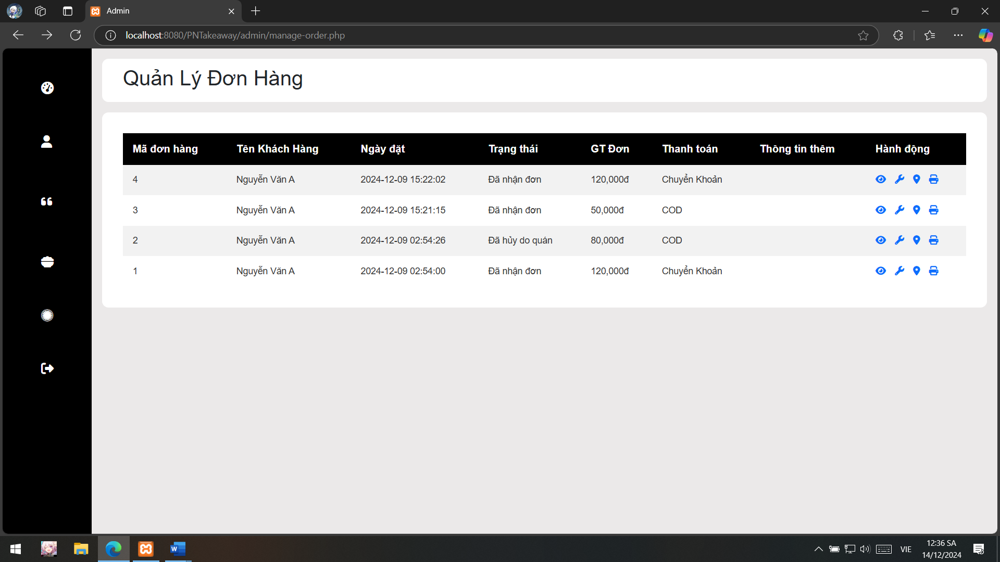 Admin
localhost:8080/PNTakeaway/admin/manage-order.php
Quản Lý Đơn Hàng
Mã đơn hàng Tên Khách Hàng Ngày đặt Trạng thái GT Đơn Thanh toán Thông tin thêm Hành động
4 Nguyễn Văn A 2024-12-09 15:22:02 Đã nhận đơn 120,000đ Chuyển Khoản
3 Nguyễn Văn A 2024-12-09 15:21:15 Đã nhận đơn 50,000đ COD
2 Nguyễn Văn A 2024-12-09 02:54:26 Đã hủy do quán 80,000đ COD
1 Nguyễn Văn A 2024-12-09 02:54:00 Đã nhận đơn 120,000đ Chuyển Khoản
VIE
12:36 SA
14/12/2024